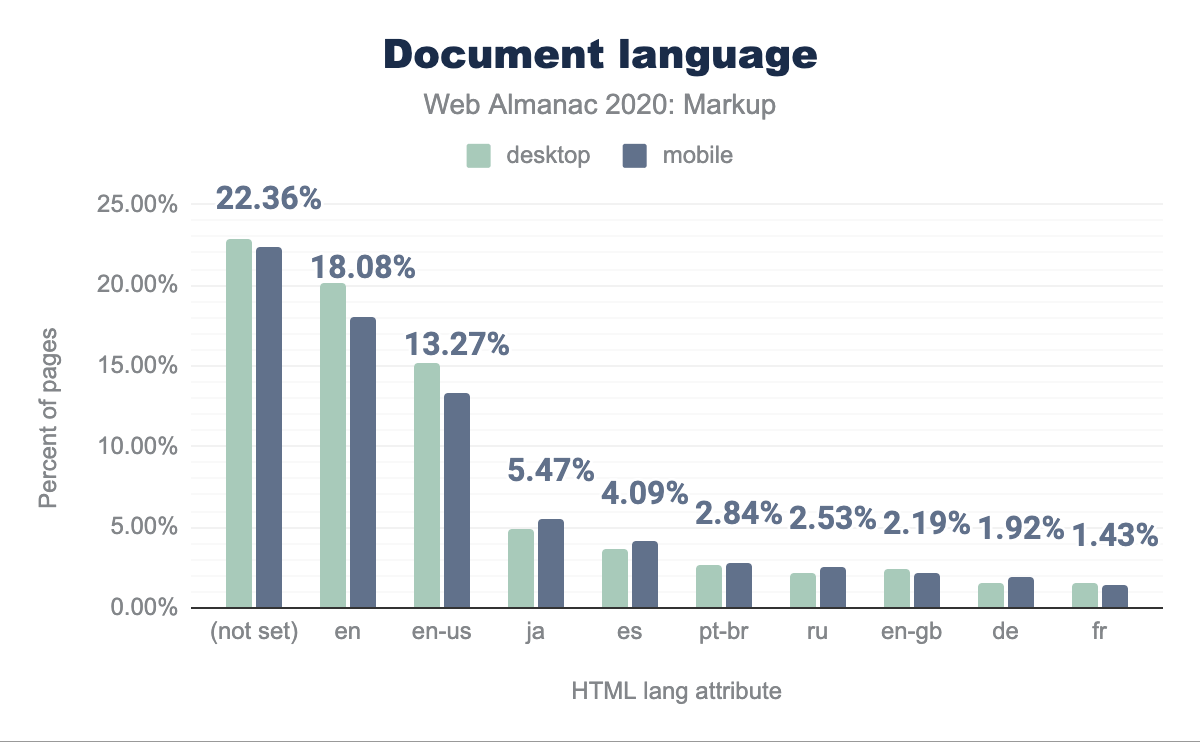 Document language
Web Almanac 2020: Markup
desktop mobile
Percent of pages
25.00%
20.00%
15.00%
10.00%
5.00%
0.00%
22.36%
18.08%
13.27%
5.47%
4.09%
2.84%
2.53%
2.19%
1.92%
1.43%
(not set) en en-us ja es pt-br ru en-gb de fr
HTML lang attribute